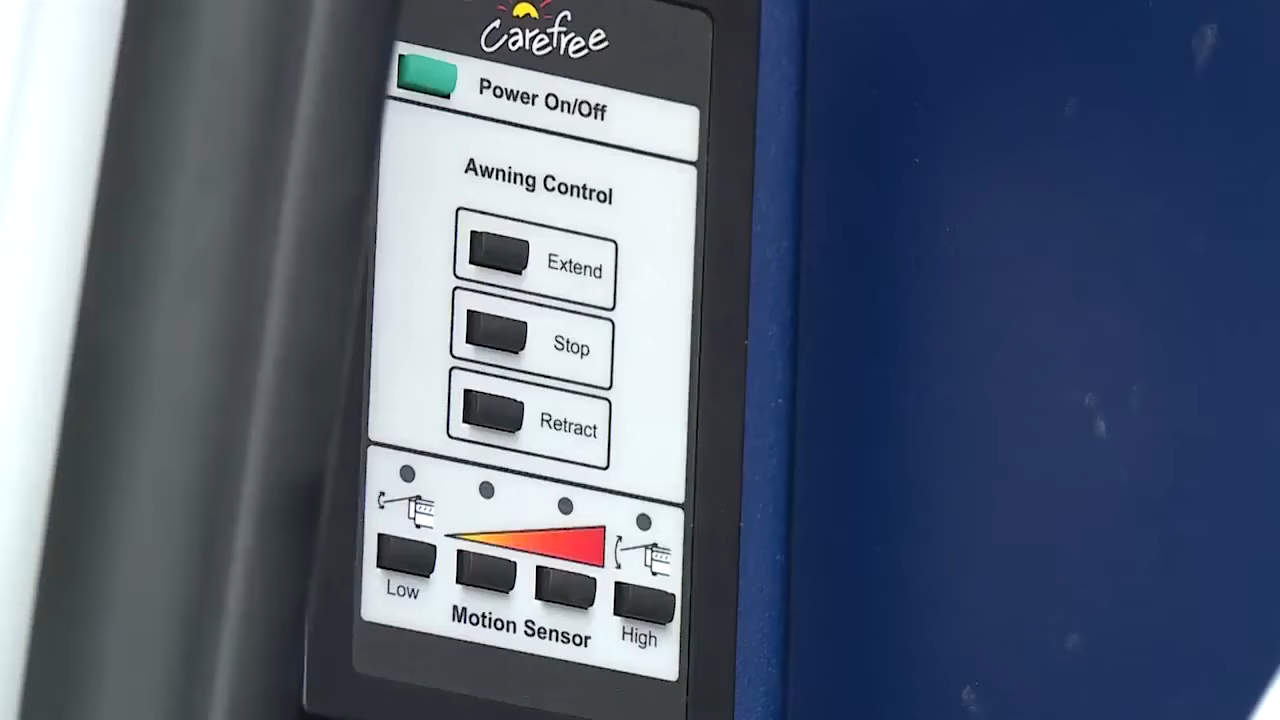 Carefree
Power On/Off
Awning Control
Extend
Stop
Retract
Low
Motion Sensor
High